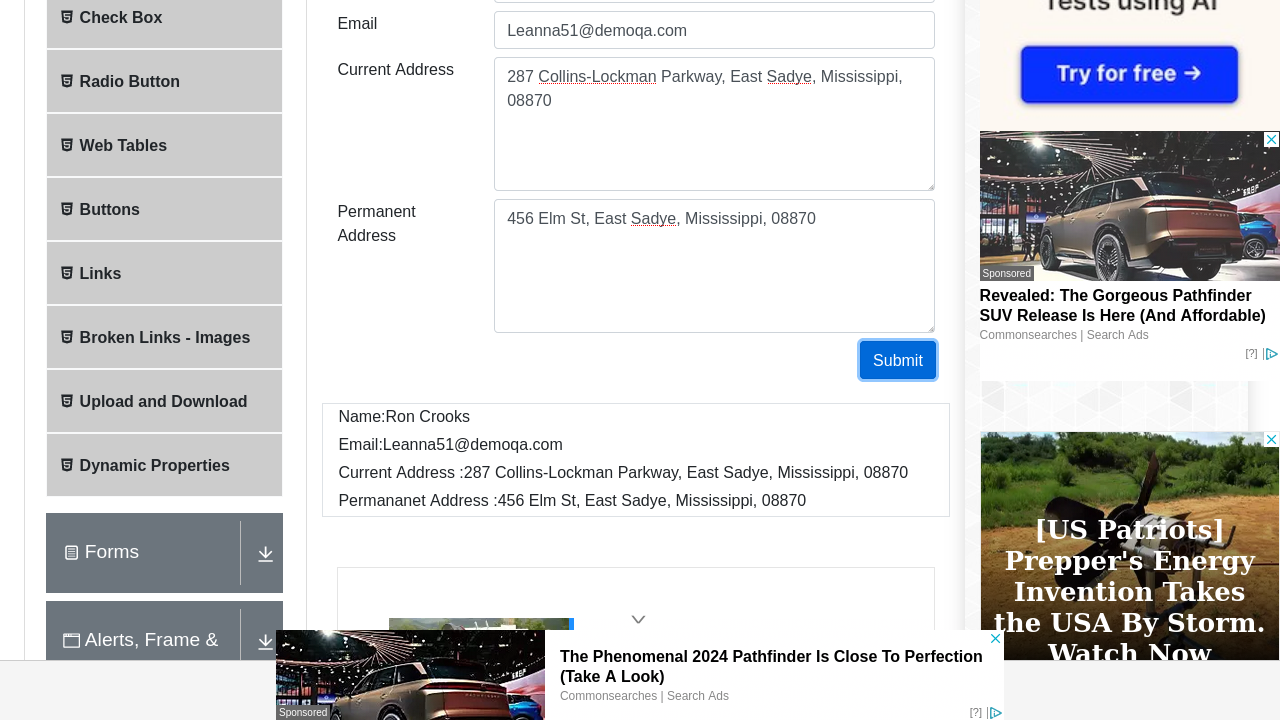 Check Box
Radio Button
Web Tables
Buttons
Links
Broken Links - Images
Upload and Download
Dynamic Properties
Forms
Alerts, Frame &
Email
Leanna51@demoqa.com
Current Address
287 Collins-Lockman Parkway, East Sadye, Mississippi,
08870
Permanent
Address
456 Elm St, East Sadye, Mississippi, 08870
Submit
Name:Ron Crooks
Email:Leanna51@demoqa.com
Current Address :287 Collins-Lockman Parkway, East Sadye, Mississippi, 08870
Permananet Address :456 Elm St, East Sadye, Mississippi, 08870
Tests using AI
Try for free →
Sponsored
Revealed: The Gorgeous Pathfinder
SUV Release Is Here (And Affordable)
Commonsearches | Search Ads
[?]
[US Patriots]
Prepper's Energy
Invention Takes
the USA By Storm.
Watch Now
The Phenomenal 2024 Pathfinder Is Close To Perfection
(Take A Look)
Commonsearches | Search Ads
Sponsored
[?]